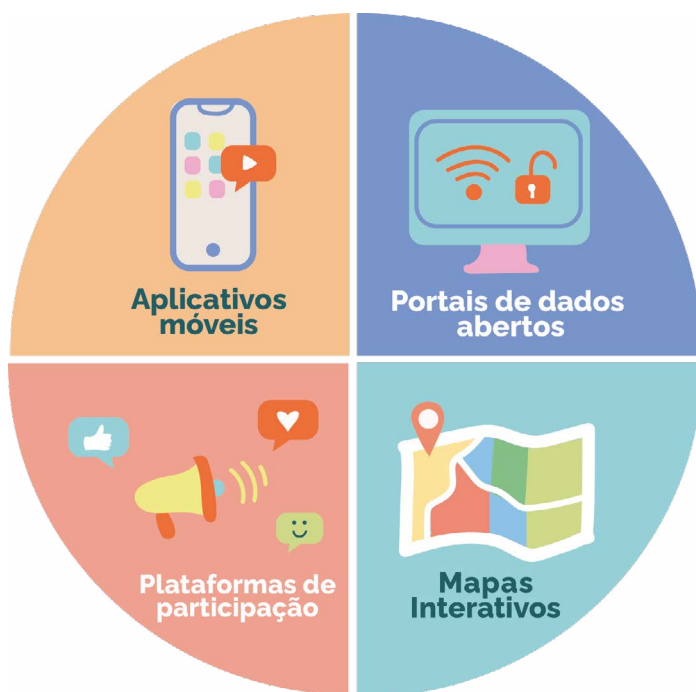 Aplicativos
móveis
Portais de dados
abertos
Plataformas de
participação
Mapas
Interativos